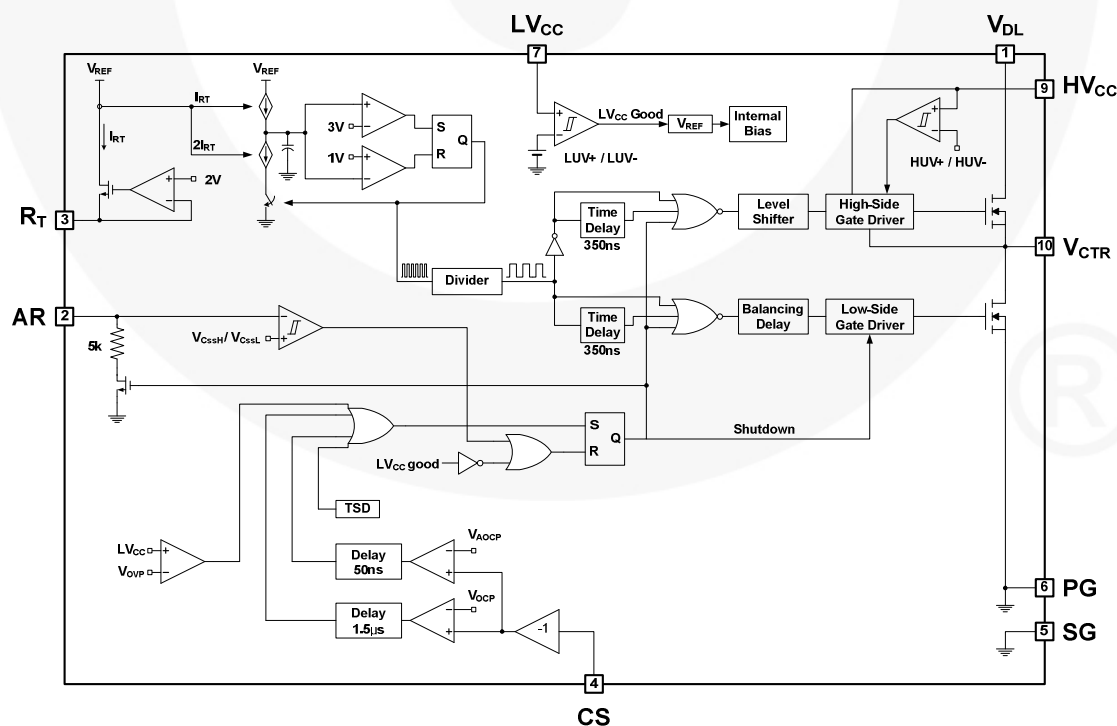 LVCC
VDL
7
1
VREF
VREF
IRT
IRT
2IRT
2V
3V
1V
S
R
Q
LVCC Good
VREF
Internal
Bias
LUV+ / LUV-
9
HVCC
HUV+ / HUV-
RT
3
Time
Delay
350ns
Level
Shifter
High-Side
Gate Driver
10
VCTR
Divider
AR
2
5k
VCssH/ VCssL
Time
Delay
350ns
Balancing
Delay
Low-Side
Gate Driver
®
S
R
Q
Shutdown
LVCC good
TSD
LVCC
VOVP
+
-
Delay
50ns
VAOCP
Delay
1.5μs
VOCP
-1
6
PG
5
SG
4
CS